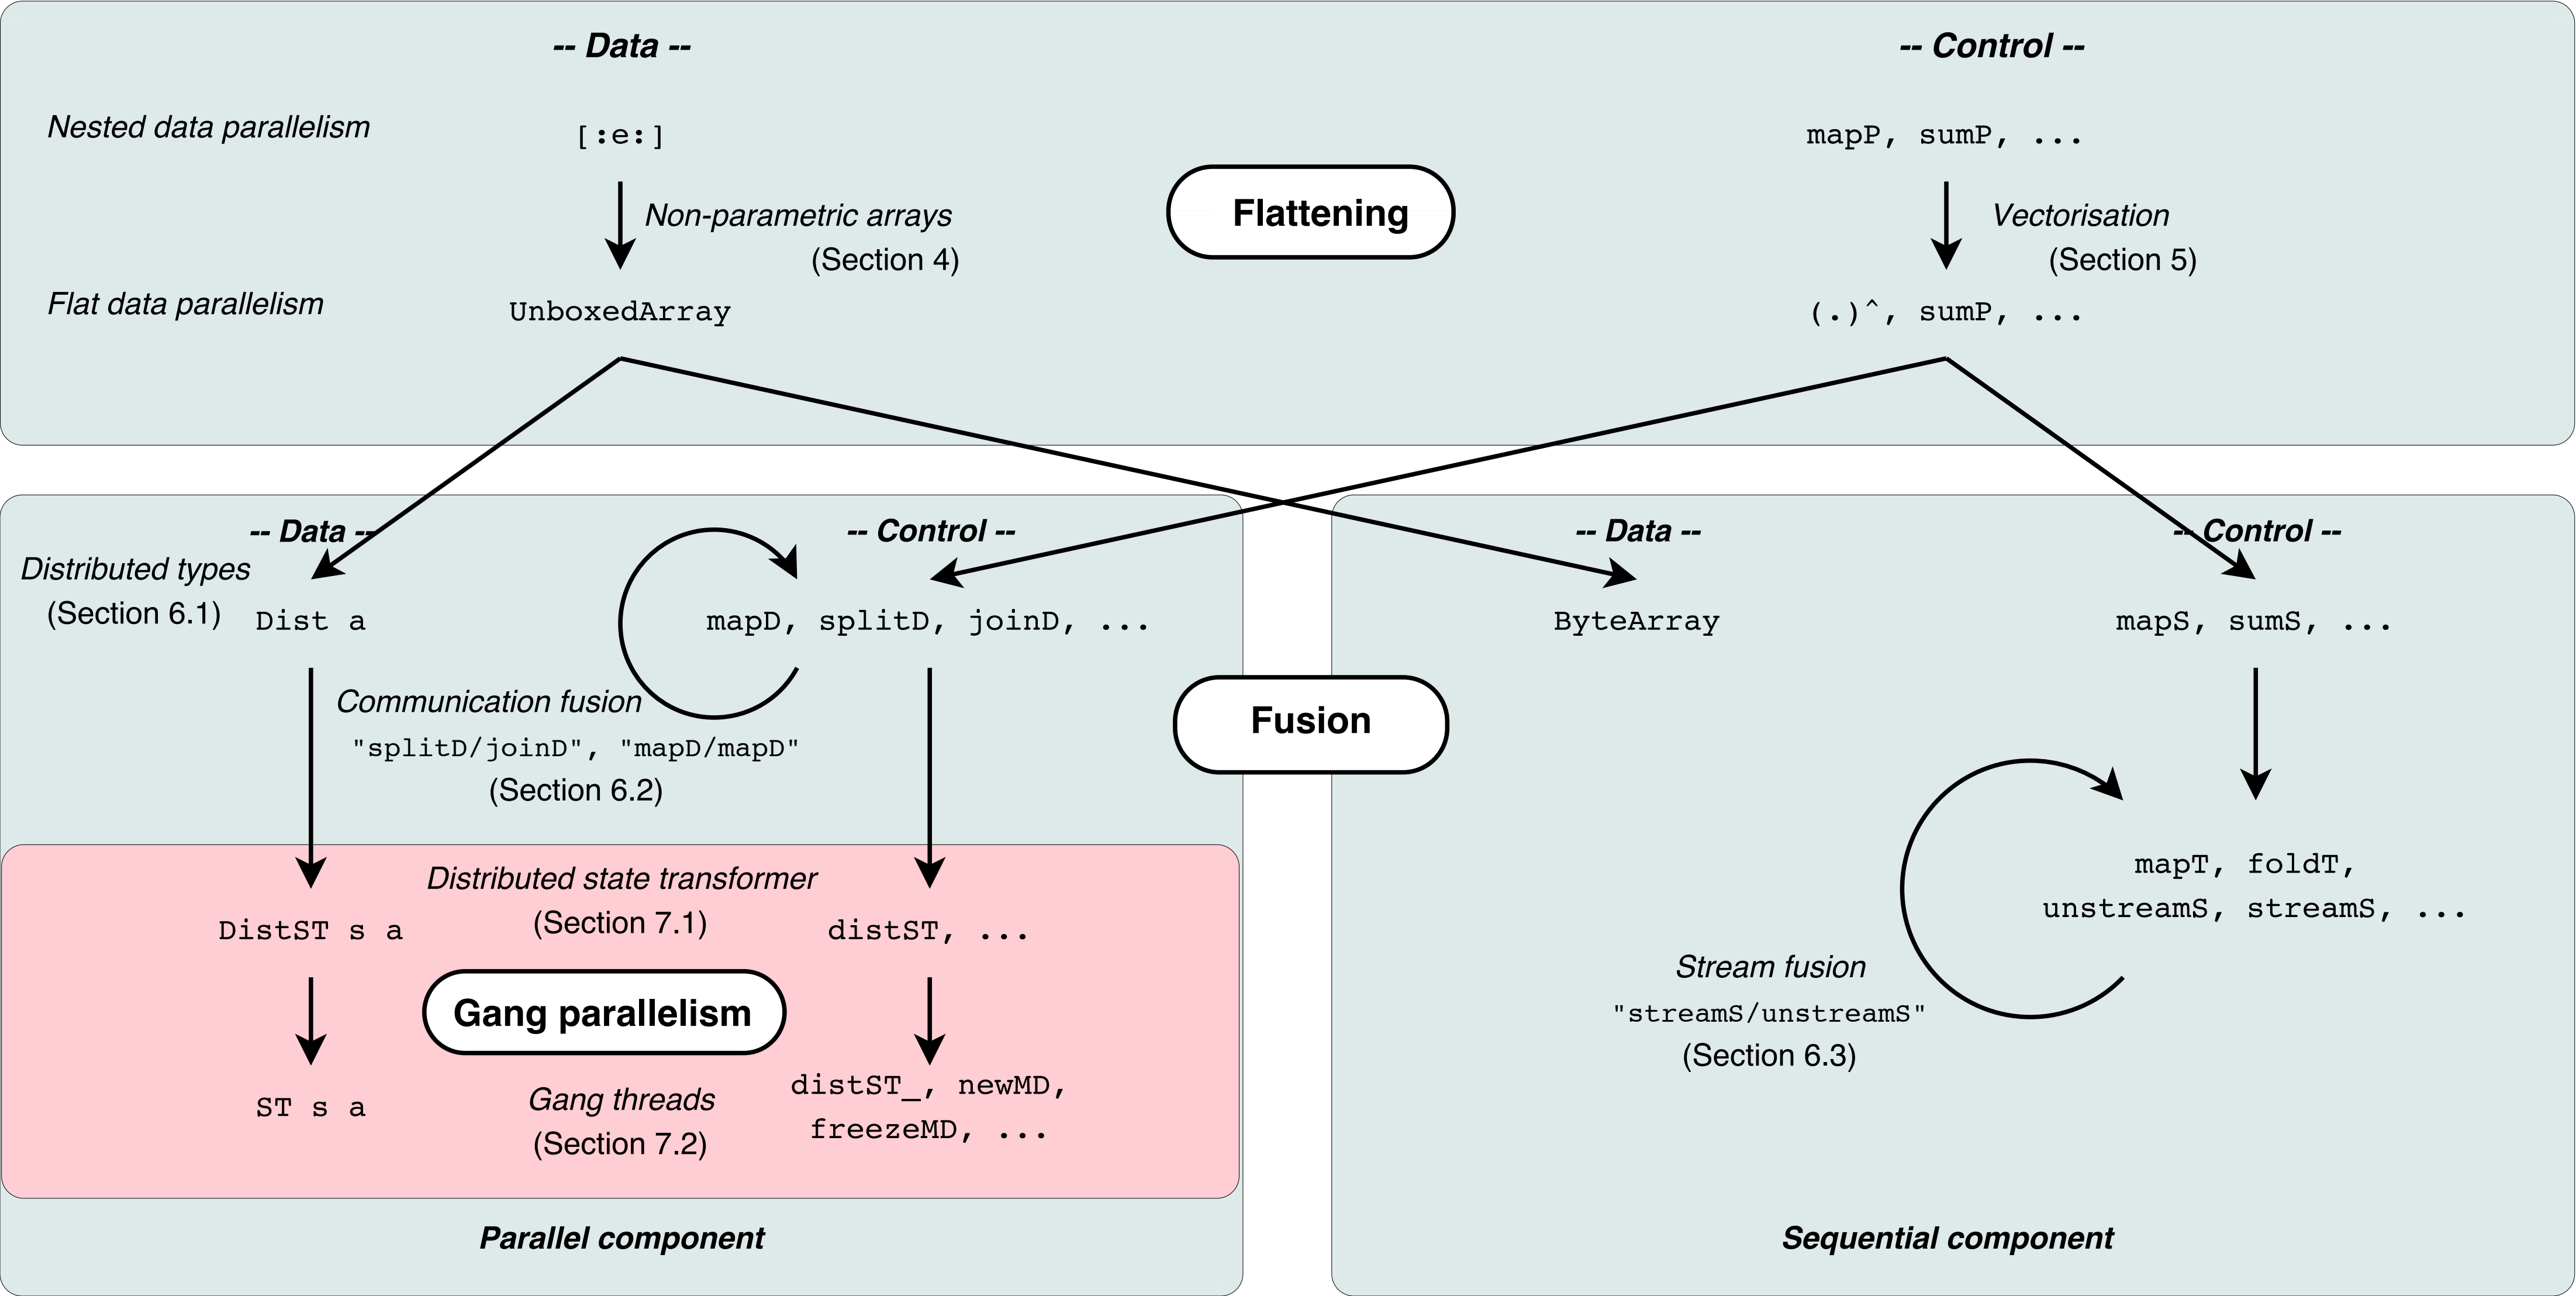 -- Data --
-- Control --
Nested data parallelism
[:e:]
mapP, sumP, ...
Flattening
Non-parametric arrays
(Section 4)
Vectorisation
(Section 5)
Flat data parallelism
UnboxedArray
(.)^, sumP, ...
-- Data --
-- Control --
-- Data --
-- Control --
Distributed types
(Section 6.1)
Dist a
mapD, splitD, joinD, ...
ByteArray
mapS, sumS, ...
Communication fusion
"splitD/joinD", "mapD/mapD"
(Section 6.2)
Fusion
mapT, foldT,
unstreamS, streamS, ...
Distributed state transformer
(Section 7.1)
DistST s a
distST, ...
Stream fusion
"streamS/unstreamS"
(Section 6.3)
Gang parallelism
ST s a
Gang threads
(Section 7.2)
distST_, newMD,
freezeMD, ...
Parallel component
Sequential component